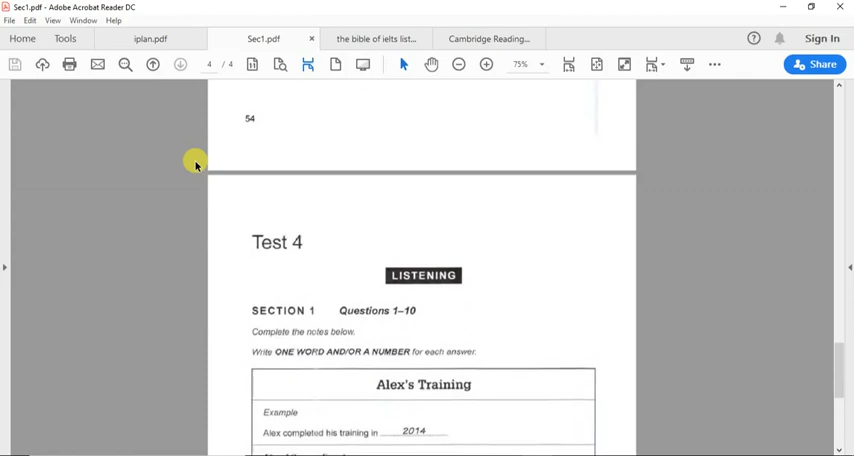 Sec1.pdf - Adobe Acrobat Reader DC
File Edit View Window Help
Home Tools iplan.pdf Sec1.pdf × the bible of ielts list... Cambridge Reading... Sign In
4 / 4 75% Share
54
Test 4
LISTENING
SECTION 1 Questions 1–10
Complete the notes below.
Write ONE WORD AND/OR A NUMBER for each answer.
Alex's Training
Example
Alex completed his training in 2014